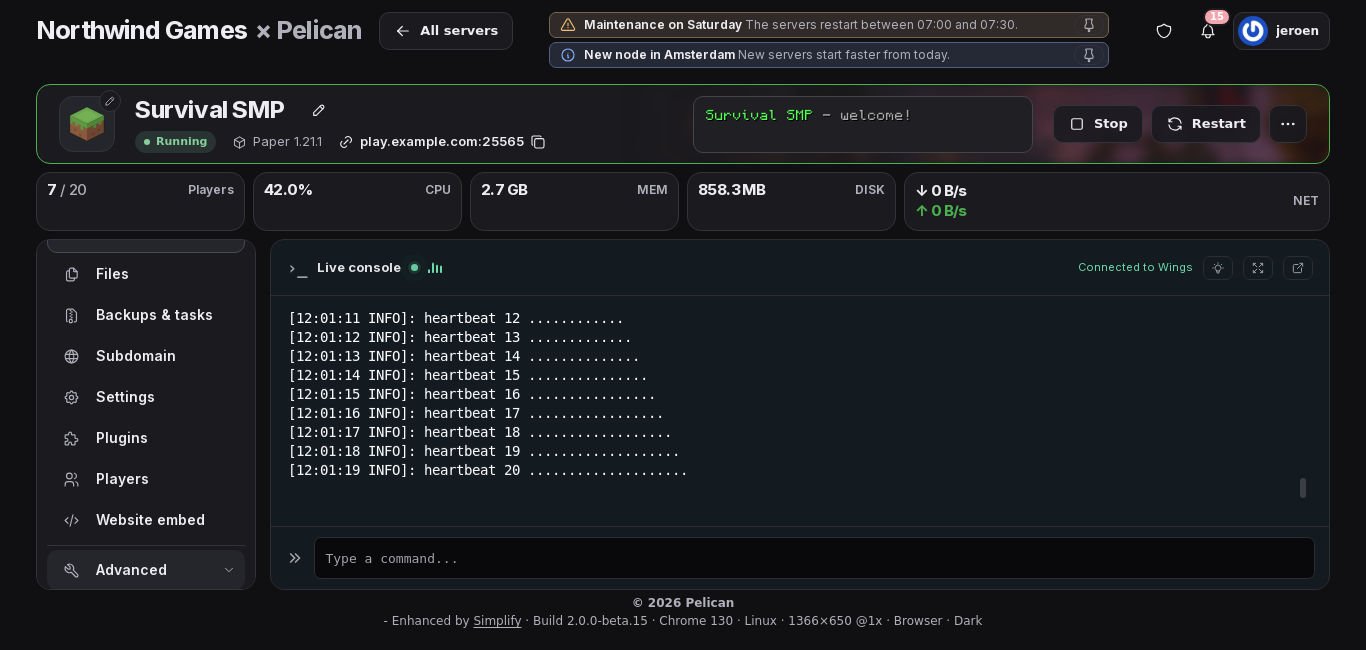 Northwind Games × Pelican
All servers
Maintenance on Saturday The servers restart between 07:00 and 07:30.
New node in Amsterdam New servers start faster from today.
15
jeroen
Survival SMP
Running
Paper 1.21.1
play.example.com:25565
Survival SMP - welcome!
Stop
Restart
7 / 20 Players
42.0% CPU
2.7 GB MEM
858.3 MB DISK
↓ 0 B/s
↑ 0 B/s
NET
Files
Backups & tasks
Subdomain
Settings
Plugins
Players
Website embed
Advanced
Live console
Connected to Wings
[12:01:11 INFO]: heartbeat 12 ............
[12:01:12 INFO]: heartbeat 13 .............
[12:01:13 INFO]: heartbeat 14 ..............
[12:01:14 INFO]: heartbeat 15 ...............
[12:01:15 INFO]: heartbeat 16 ................
[12:01:16 INFO]: heartbeat 17 .................
[12:01:17 INFO]: heartbeat 18 ..................
[12:01:18 INFO]: heartbeat 19 ...................
[12:01:19 INFO]: heartbeat 20 ....................
Type a command...
© 2026 Pelican
- Enhanced by Simplify · Build 2.0.0-beta.15 · Chrome 130 · Linux · 1366×650 @1x · Browser · Dark